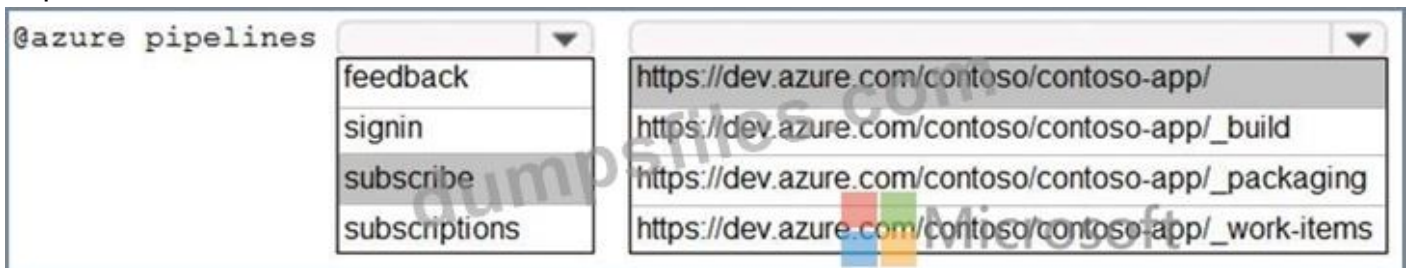 @azure pipelines
feedback
signin
subscribe
subscriptions
https://dev.azure.com/contoso/contoso-app/
https://dev.azure.com/contoso/contoso-app/_build
https://dev.azure.com/contoso/contoso-app/_packaging
https://dev.azure.com/contoso/contoso-app/_work-items
dumpsfiles.com
Microsoft